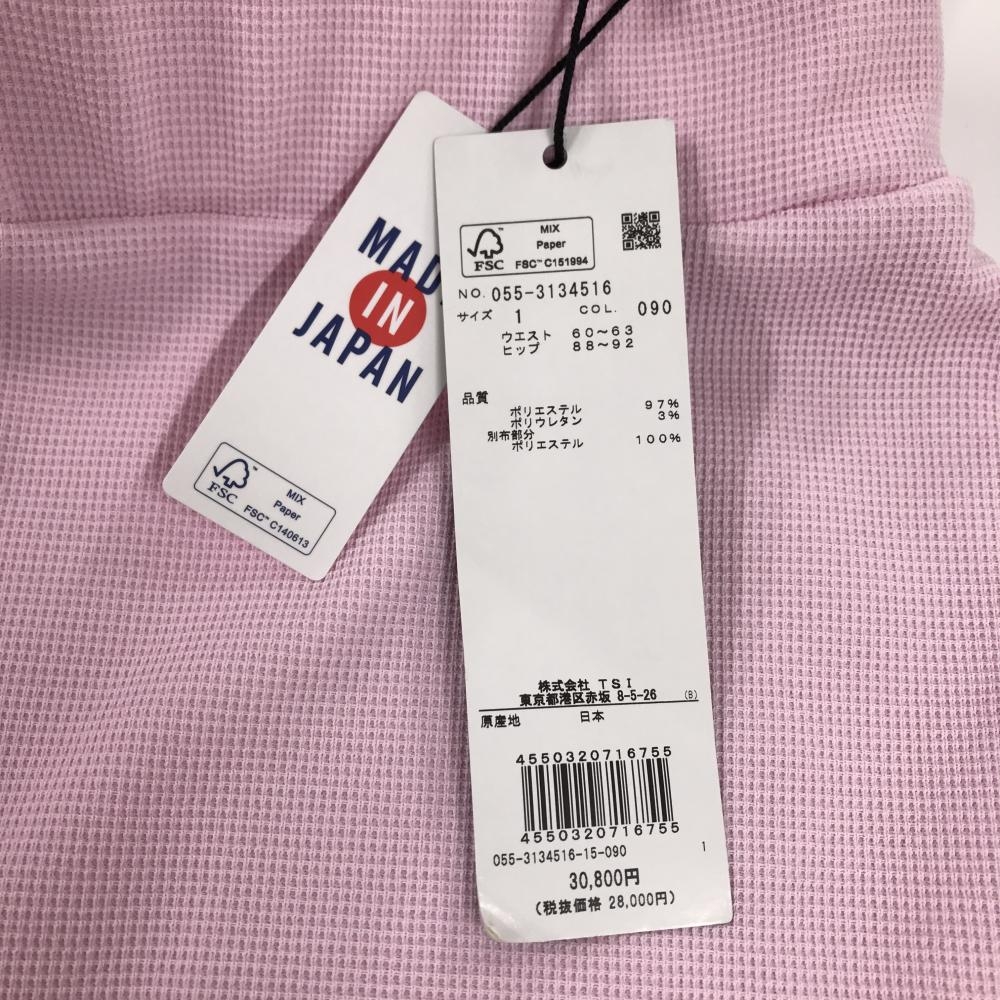 MAD
IN
JAPAN
FSC™
MIX
Paper
FSC™ C140613
FSC™
MIX
Paper
FSC™ C151994
NO. 055-3134516
サイズ 1 COL. 090
ウエスト 60～63
ヒップ 88～92
品質
ポリエステル 97%
ポリウレタン 3%
別布部分
ポリエステル 100%
株式会社 TSI
東京都港区赤坂 8-5-26 (B)
原産地 日本
4550320716755
4550320716755
055-3134516-15-090 1
30,800円
(税抜価格 28,000円)